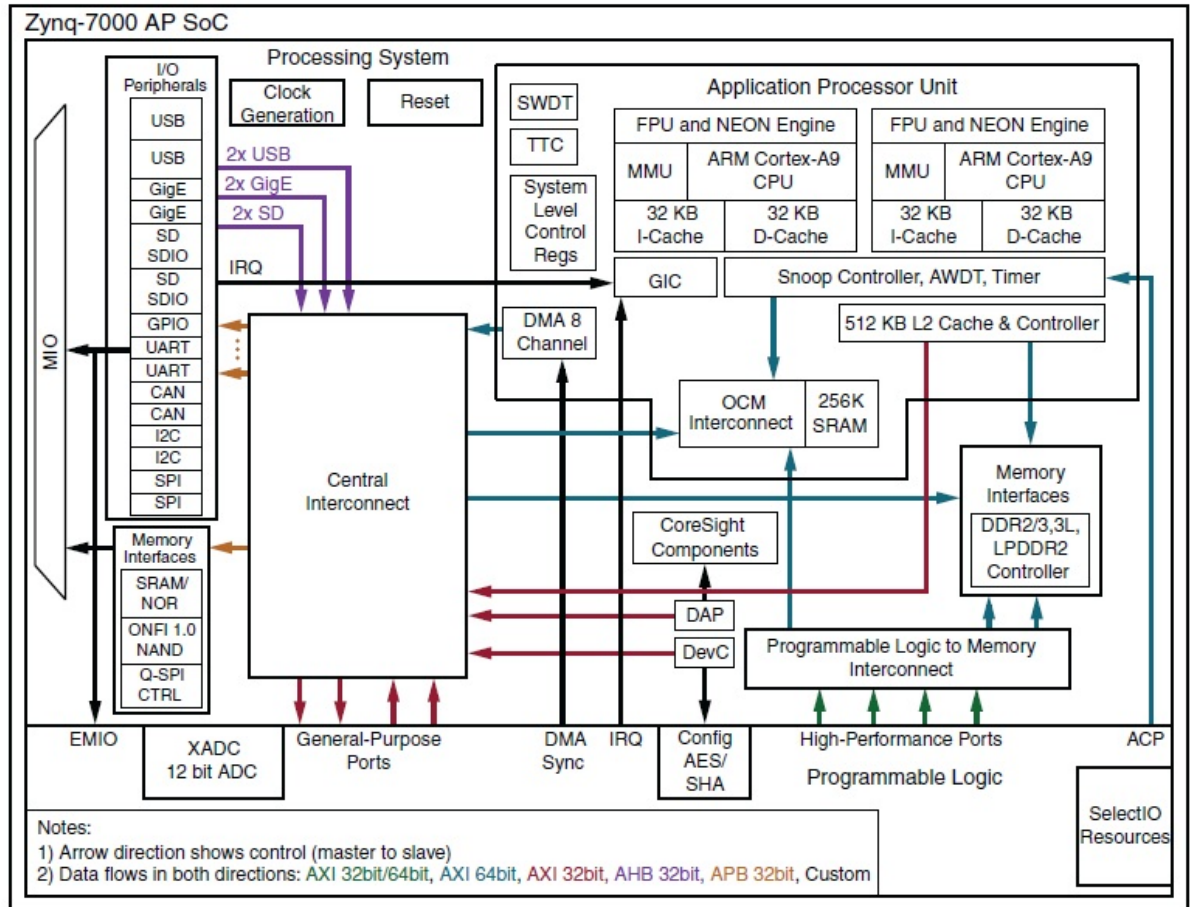 Zynq-7000 AP SoC
Processing System
I/O
Peripherals
USB
USB
GigE
GigE
SD
SDIO
SD
SDIO
GPIO
UART
UART
CAN
CAN
I2C
I2C
SPI
SPI
MIO
Memory
Interfaces
SRAM/
NOR
ONFI 1.0
NAND
Q-SPI
CTRL
Clock
Generation
Reset
2x USB
2x GigE
2x SD
IRQ
Central
Interconnect
Application Processor Unit
SWDT
TTC
System
Level
Control
Regs
FPU and NEON Engine
MMU
ARM Cortex-A9
CPU
32 KB
I-Cache
32 KB
D-Cache
FPU and NEON Engine
MMU
ARM Cortex-A9
CPU
32 KB
I-Cache
32 KB
D-Cache
GIC
Snoop Controller, AWDT, Timer
DMA 8
Channel
512 KB L2 Cache & Controller
OCM
Interconnect
256K
SRAM
Memory
Interfaces
DDR2/3,3L,
LPDDR2
Controller
CoreSight
Components
DAP
DevC
Programmable Logic to Memory
Interconnect
EMIO
XADC
12 bit ADC
General-Purpose
Ports
DMA
Sync
IRQ
Config
AES/
SHA
High-Performance Ports
ACP
Programmable Logic
SelectIO
Resources
Notes:
1) Arrow direction shows control (master to slave)
2) Data flows in both directions: AXI 32bit/64bit, AXI 64bit, AXI 32bit, AHB 32bit, APB 32bit, Custom